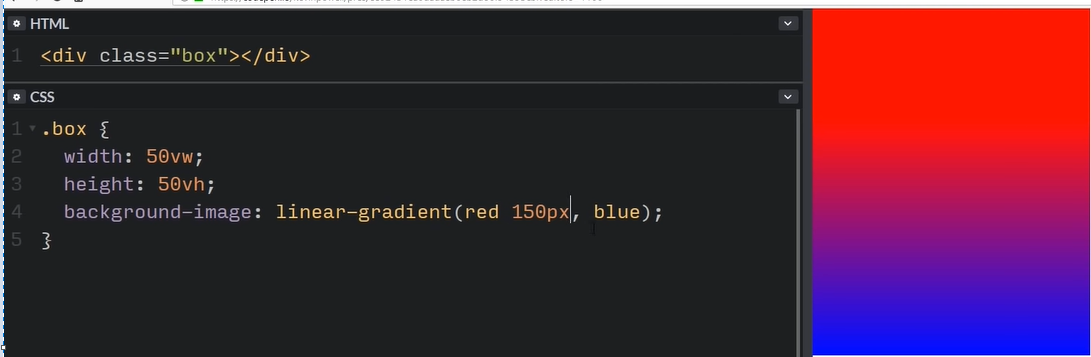 HTML
1 <div class="box"></div>
CSS
1 .box {
2 width: 50vw;
3 height: 50vh;
4 background-image: linear-gradient(red 150px, blue);
5 }